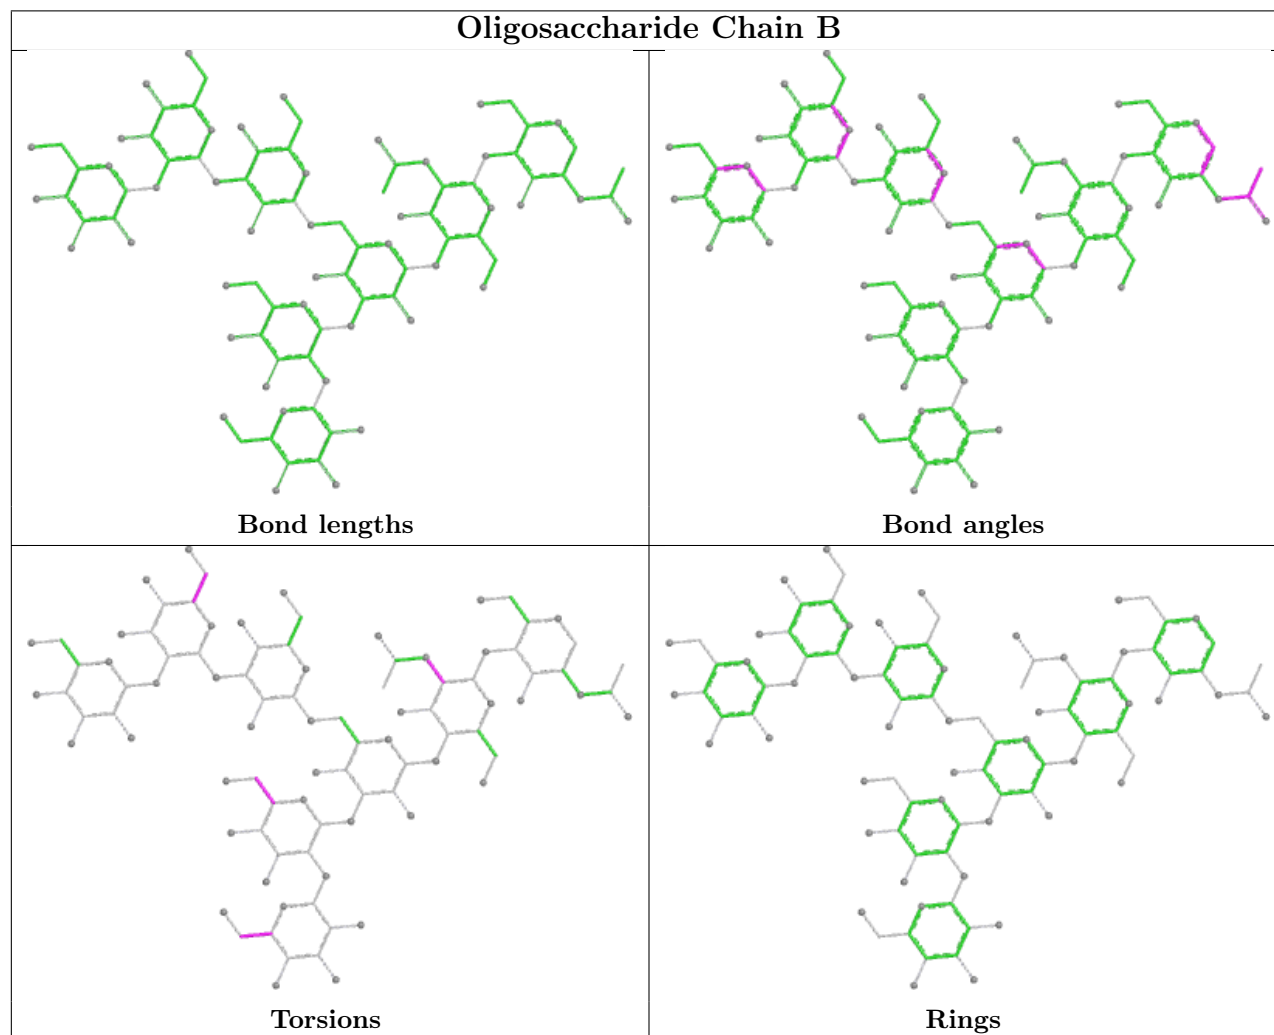 Oligosaccharide Chain B
Bond lengths
Bond angles
Torsions
Rings